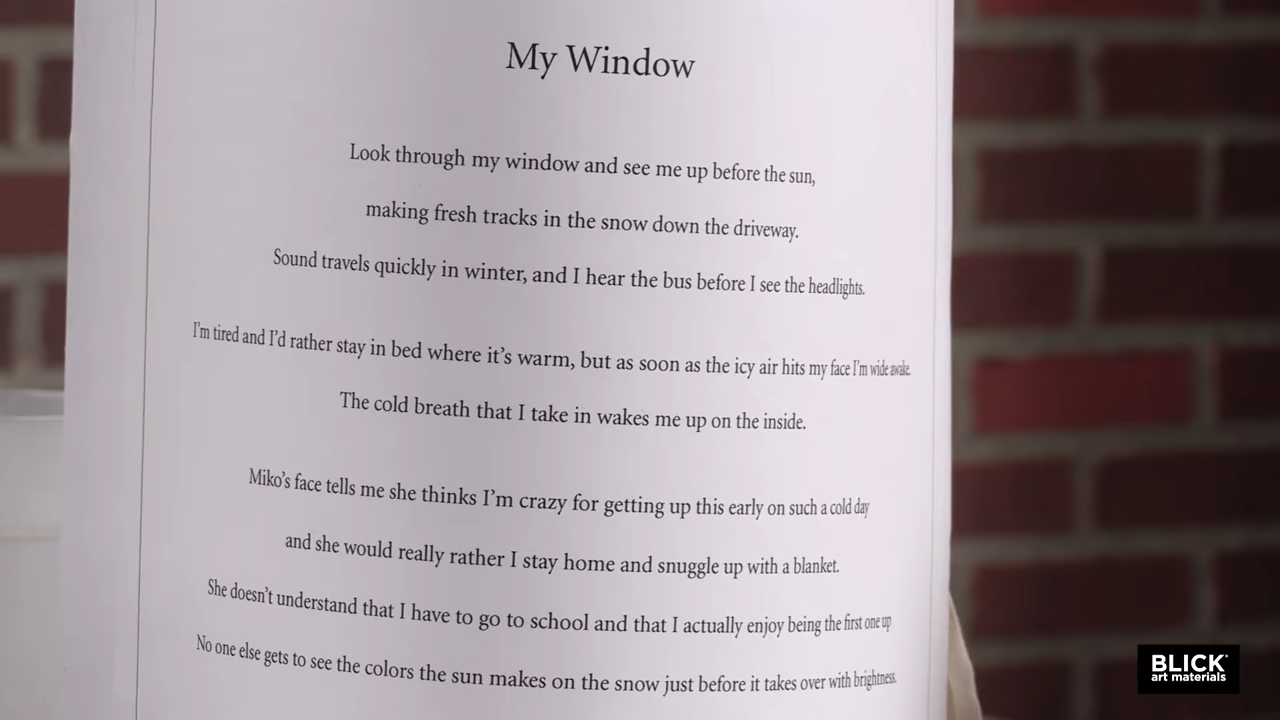 My Window
Look through my window and see me up before the sun,
making fresh tracks in the snow down the driveway.
Sound travels quickly in winter, and I hear the bus before I see the headlights.
I'm tired and I'd rather stay in bed where it's warm, but as soon as the icy air hits my face I'm wide awake.
The cold breath that I take in wakes me up on the inside.
Miko's face tells me she thinks I'm crazy for getting up this early on such a cold day
and she would really rather I stay home and snuggle up with a blanket.
She doesn't understand that I have to go to school and that I actually enjoy being the first one up
No one else gets to see the colors the sun makes on the snow just before it takes over with brightness.
BLICK
art materials